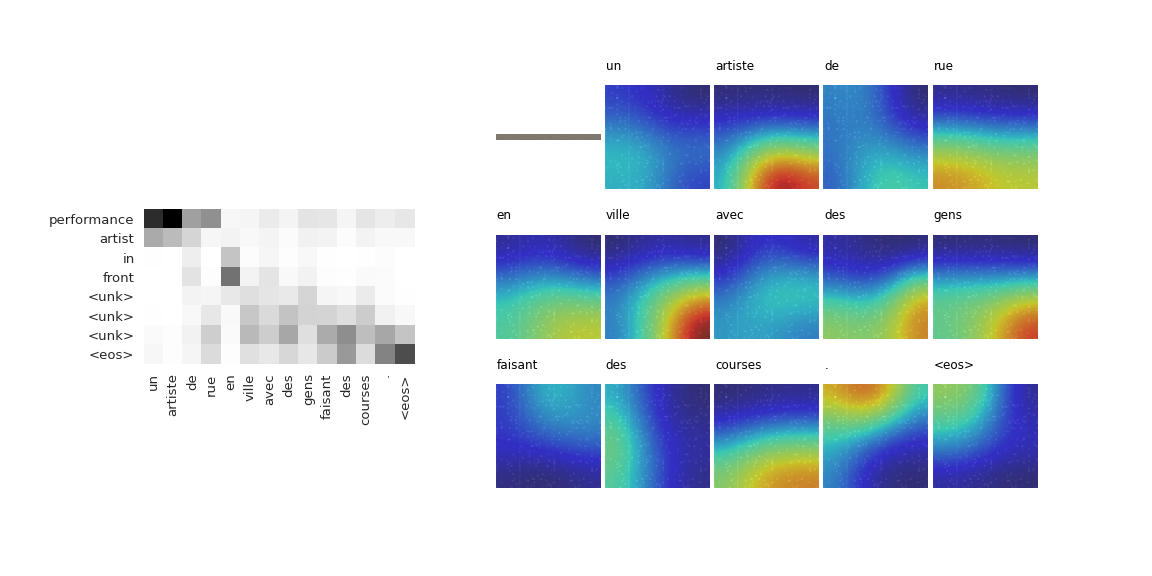 performance
artist
in
front
<unk>
<unk>
<unk>
<eos>
un artiste de rue en ville avec des gens faisant des courses . <eos>
un artiste de rue
en ville avec des gens
faisant des courses . <eos>